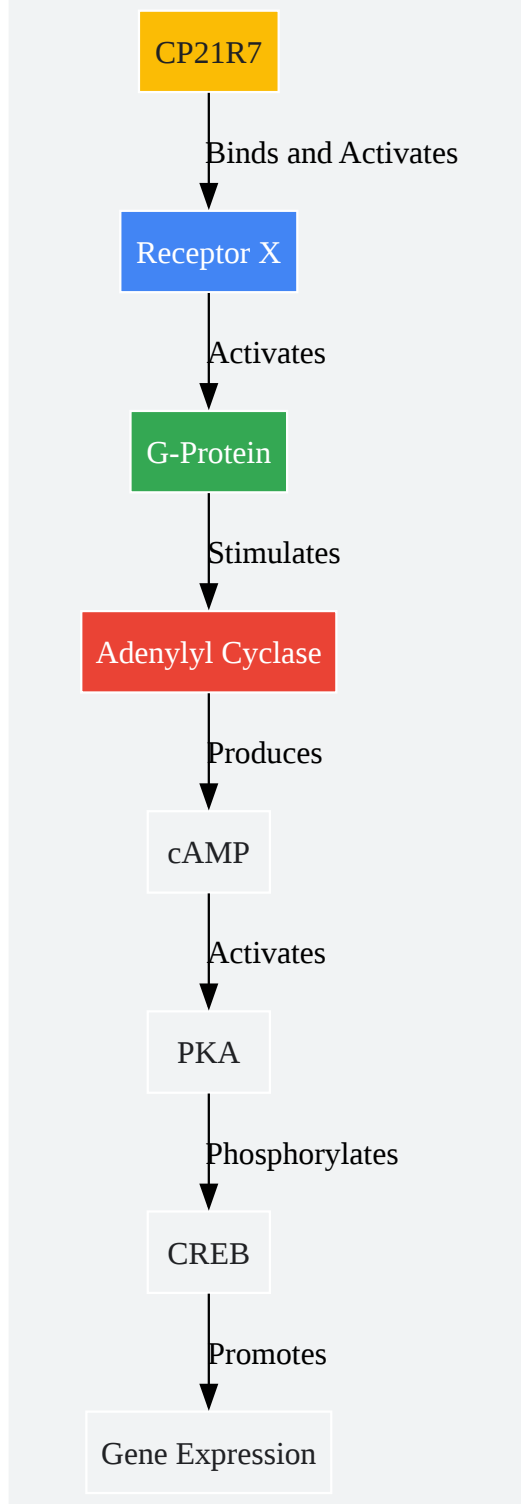 CP21R7
Binds and Activates
Receptor X
Activates
G-Protein
Stimulates
Adenylyl Cyclase
Produces
cAMP
Activates
PKA
Phosphorylates
CREB
Promotes
Gene Expression